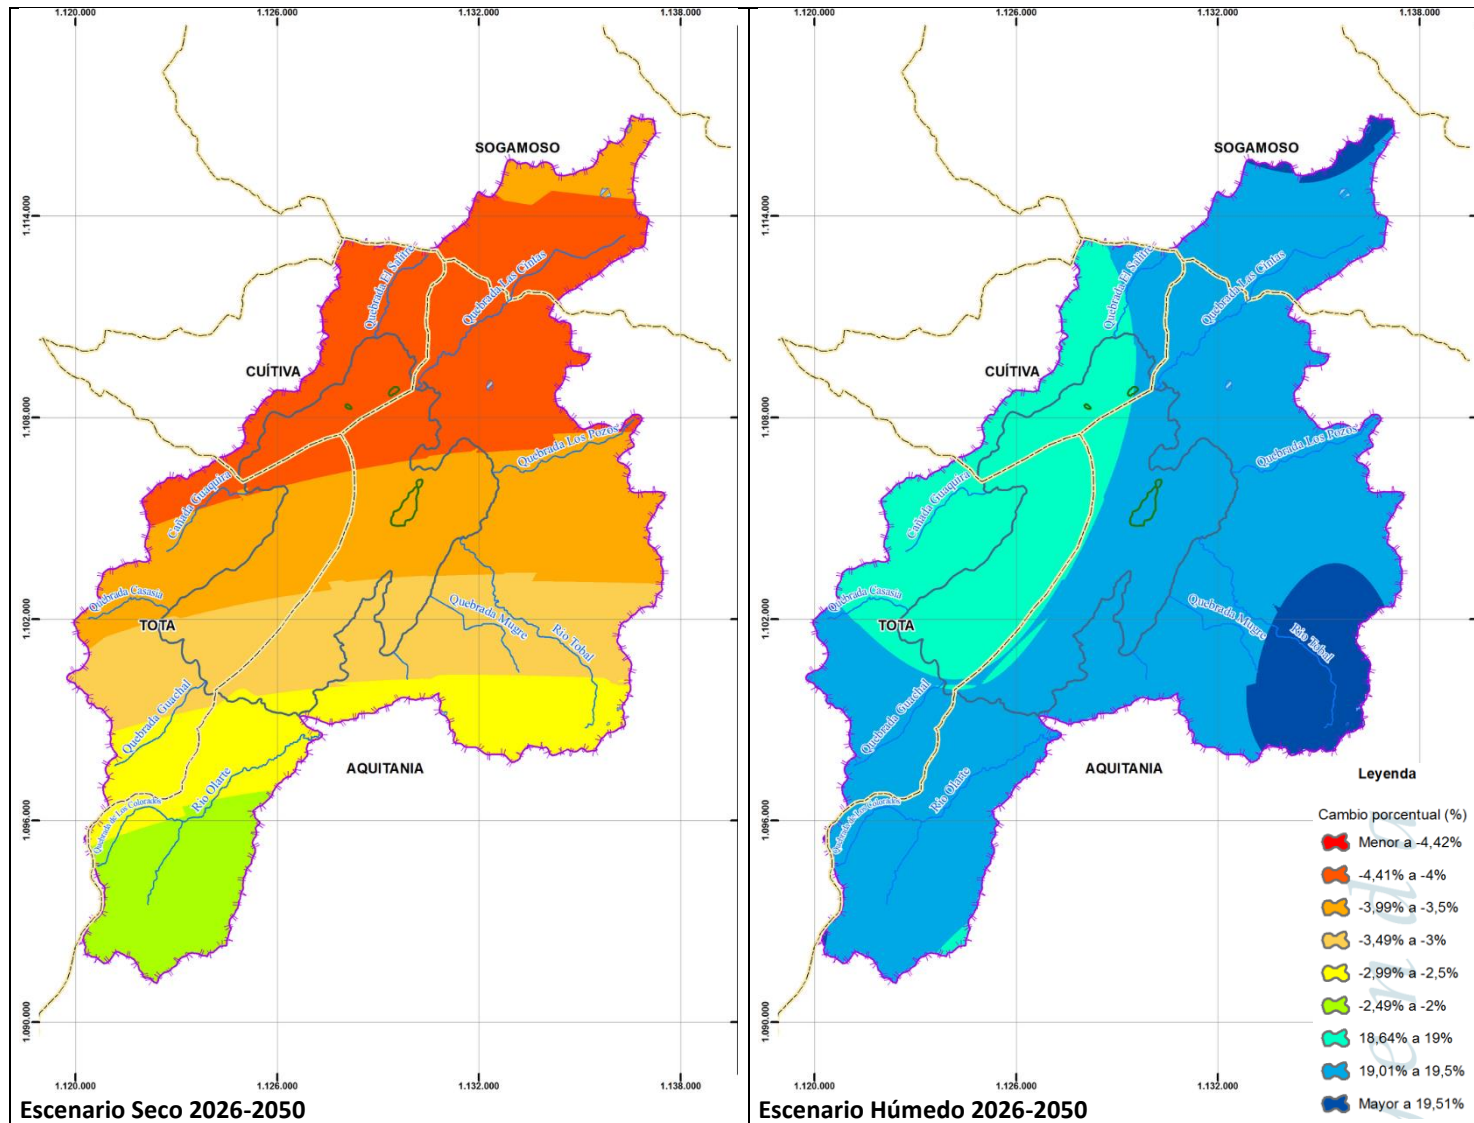 1.120.000
1.126.000
1.132.000
1.138.000
1.114.000
1.108.000
1.102.000
1.096.000
1.090.000
SOGAMOSO
Quebrada El Salitre
Quebrada Las Cintas
CUÍTIVA
Quebrada Los Pozos
Cañada Guaquira
Quebrada Casasia
TOTA
Quebrada Mugre
Río Tobal
Quebrada Guachal
AQUITANIA
Río Olarte
Quebrada de Los Colorados
1.120.000
1.126.000
1.132.000
1.138.000
Escenario Seco 2026-2050
1.120.000
1.126.000
1.132.000
1.138.000
1.114.000
1.108.000
1.102.000
1.096.000
1.090.000
SOGAMOSO
Quebrada El Salitre
Quebrada Las Cintas
CUÍTIVA
Quebrada Los Pozos
Cañada Guaquira
Quebrada Casasia
TOTA
Quebrada Mugre
Río Tobal
Quebrada Guachal
AQUITANIA
Río Olarte
Quebrada de Los Colorados
1.120.000
1.126.000
1.132.000
Escenario Húmedo 2026-2050
Leyenda
Cambio porcentual (%)
Menor a -4,42%
-4,41% a -4%
-3,99% a -3,5%
-3,49% a -3%
-2,99% a -2,5%
-2,49% a -2%
18,64% a 19%
19,01% a 19,5%
Mayor a 19,51%